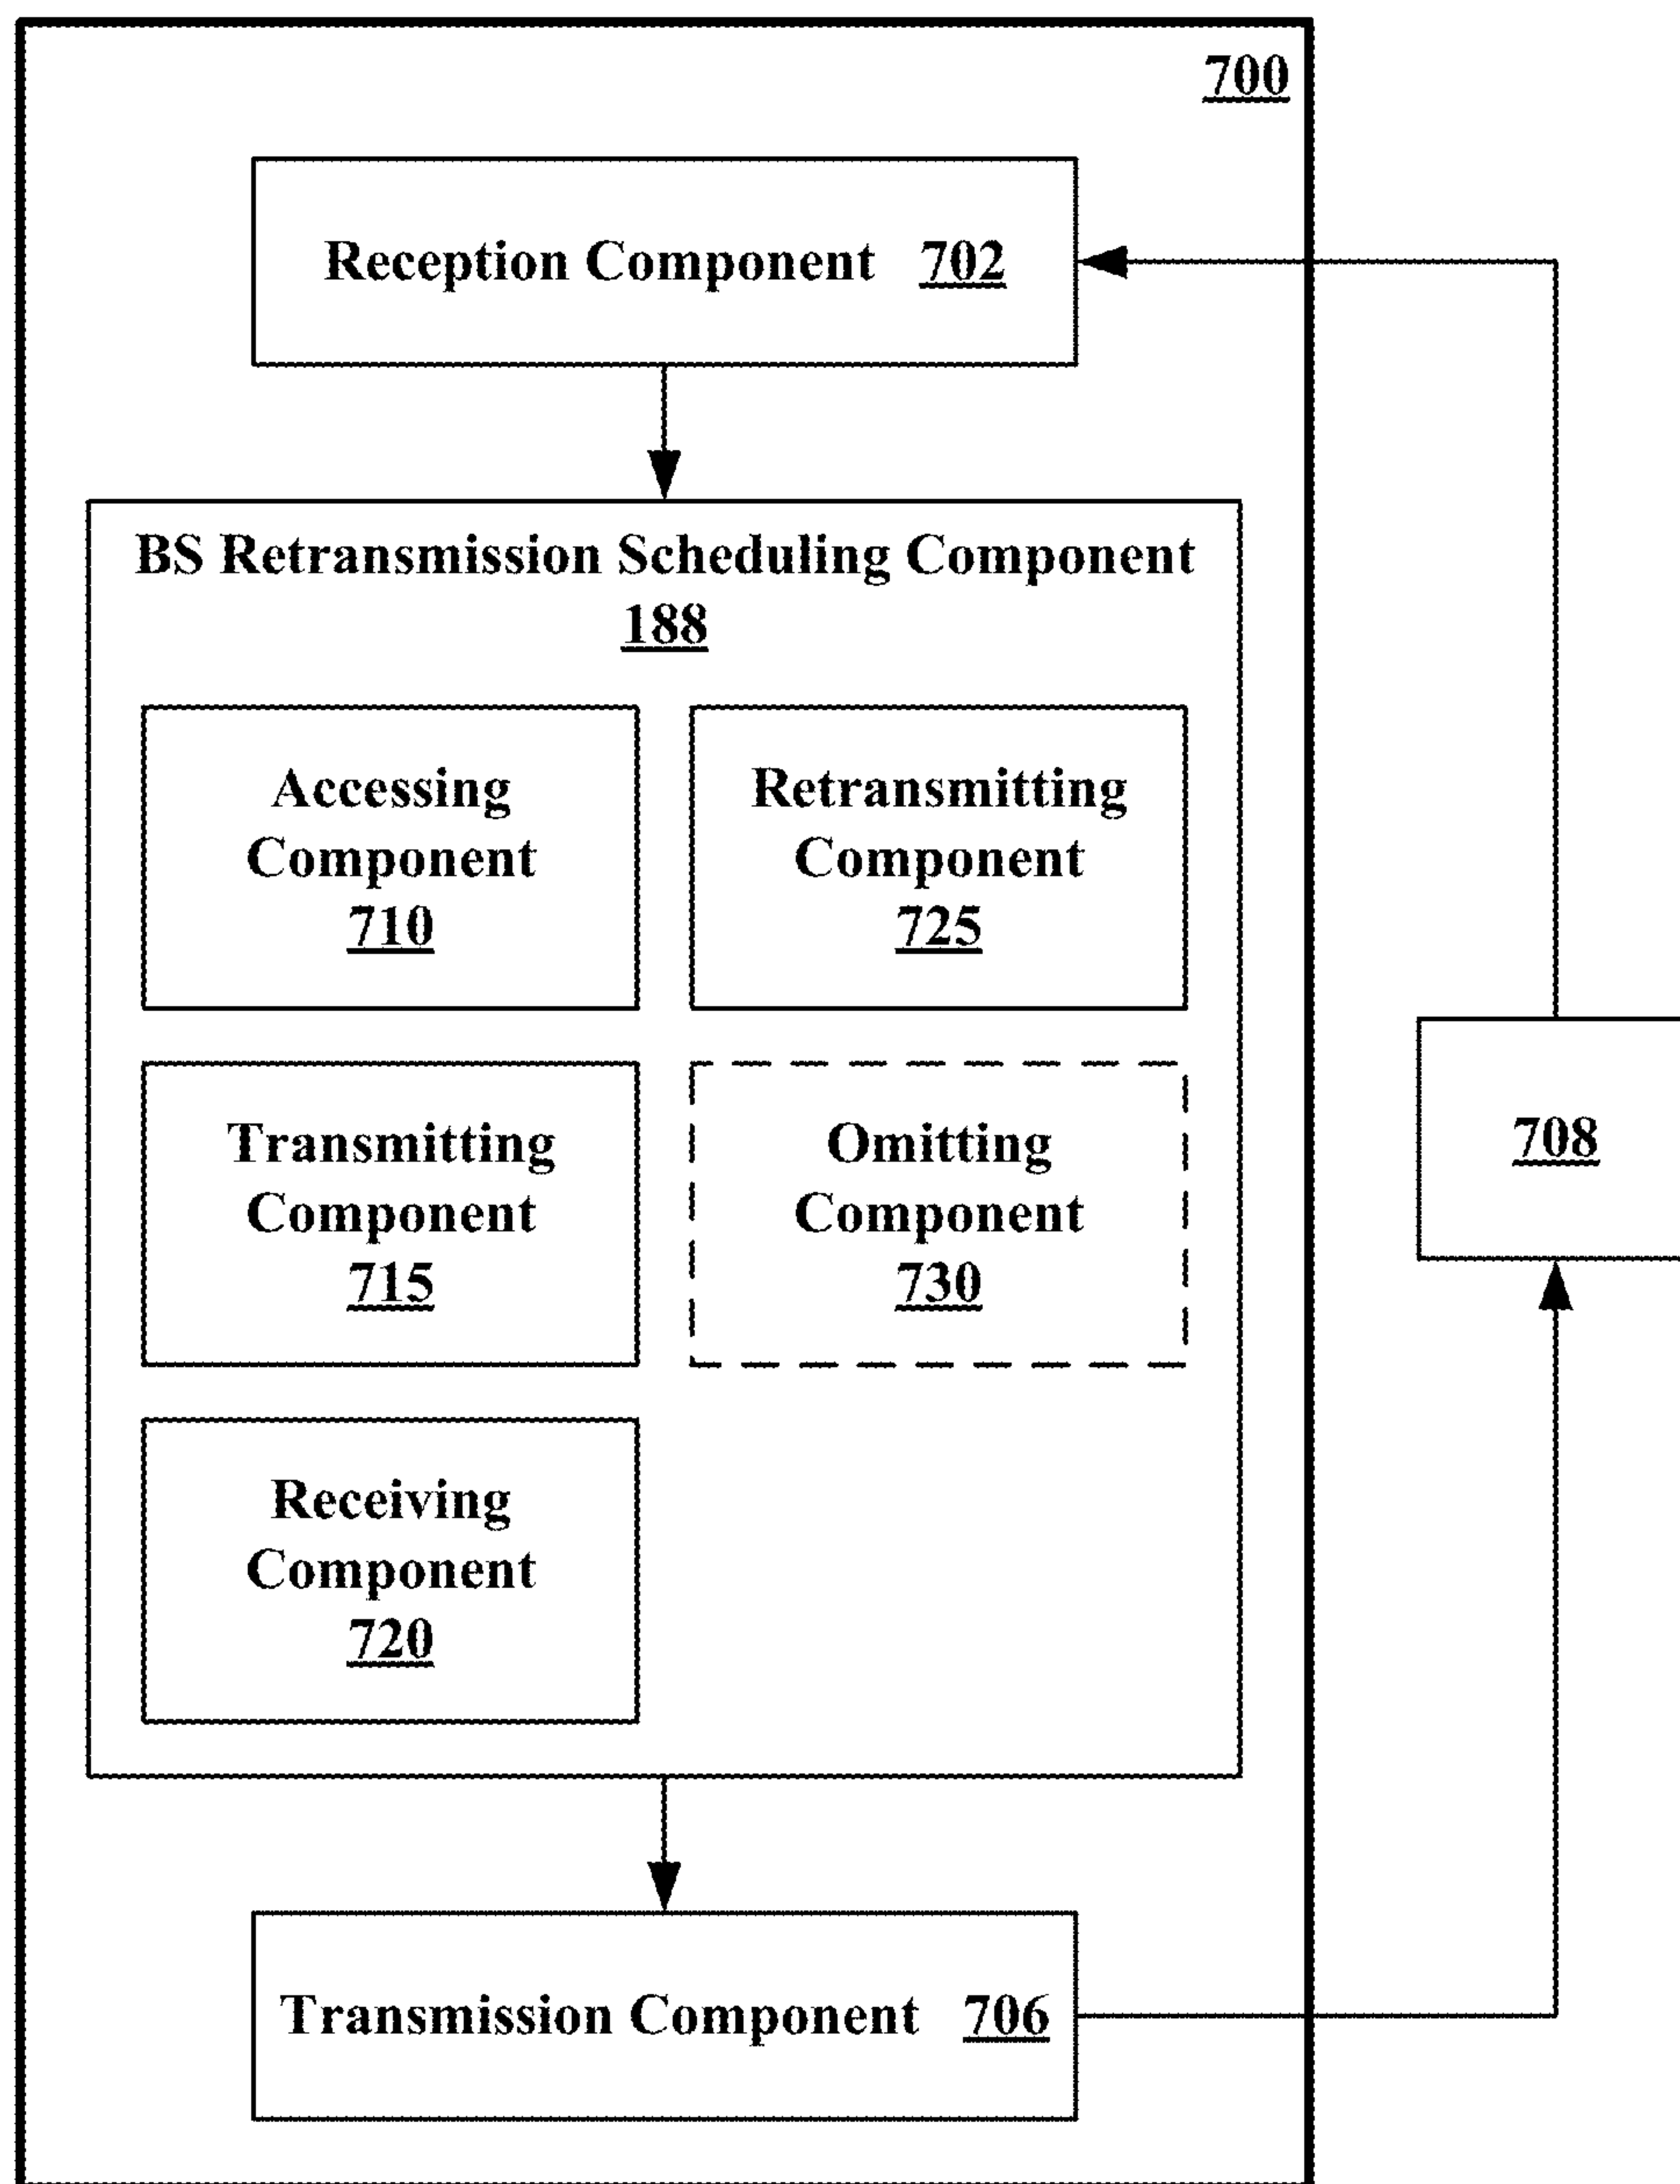 700
Reception Component 702
BS Retransmission Scheduling Component
188
Accessing
Component
710
Retransmitting
Component
725
Transmitting
Component
715
Omitting
Component
730
708
Receiving
Component
720
Transmission Component 706